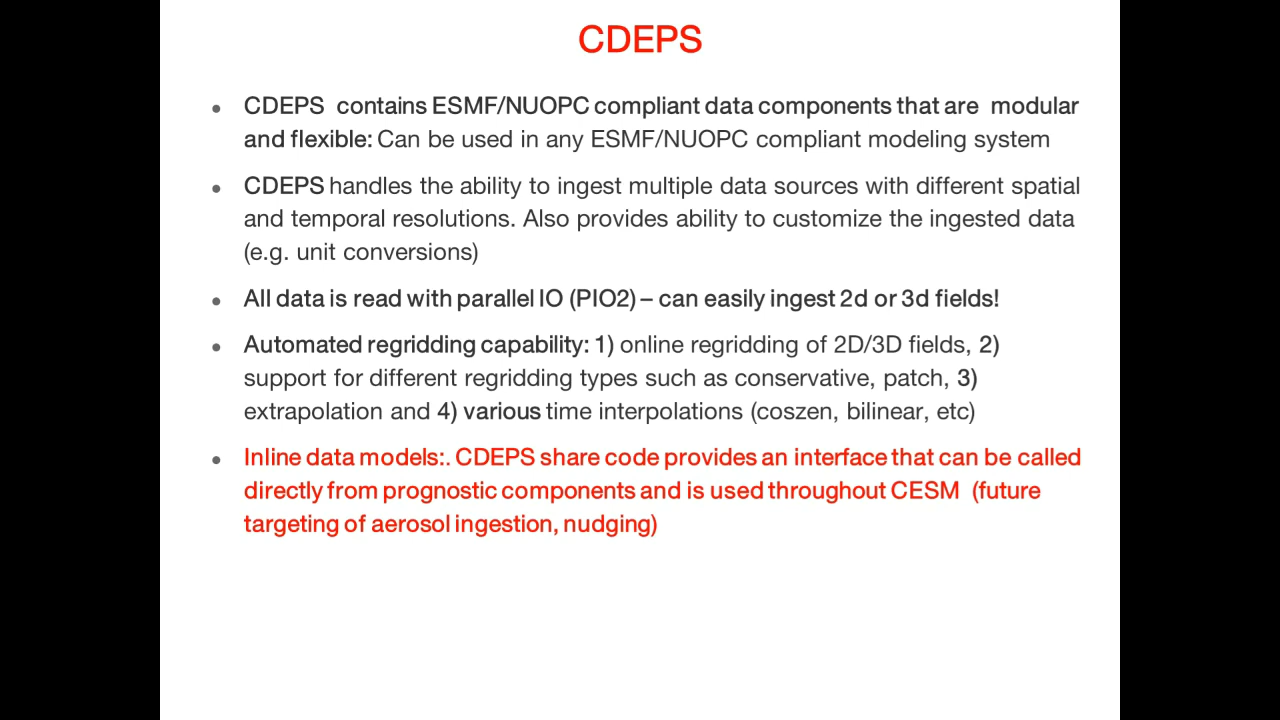 CDEPS
• CDEPS contains ESMF/NUOPC compliant data components that are modular
and flexible: Can be used in any ESMF/NUOPC compliant modeling system
• CDEPS handles the ability to ingest multiple data sources with different spatial
and temporal resolutions. Also provides ability to customize the ingested data
(e.g. unit conversions)
• All data is read with parallel IO (PIO2) – can easily ingest 2d or 3d fields!
• Automated regridding capability: 1) online regridding of 2D/3D fields, 2)
support for different regridding types such as conservative, patch, 3)
extrapolation and 4) various time interpolations (coszen, bilinear, etc)
• Inline data models:. CDEPS share code provides an interface that can be called
directly from prognostic components and is used throughout CESM (future
targeting of aerosol ingestion, nudging)